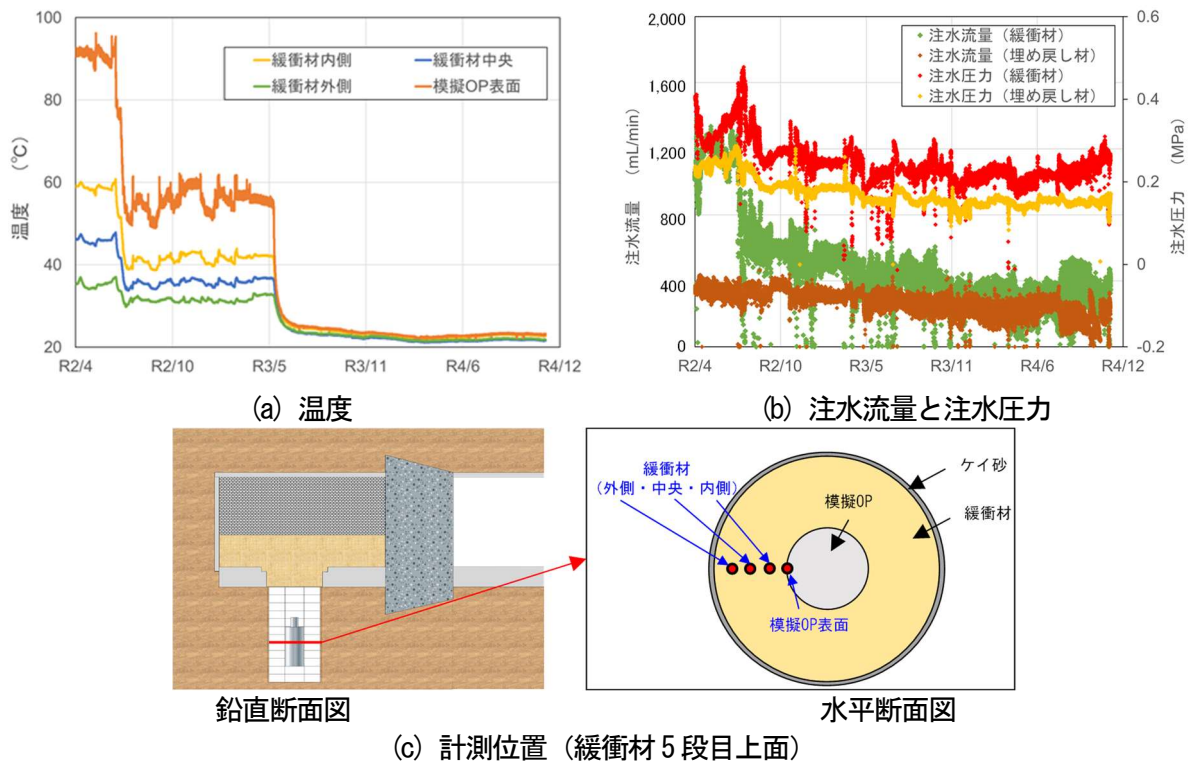 100
80
60
40
20
温度 (℃)
緩衝材内側
緩衝材中央
緩衝材外側
模擬OP表面
R2/4 R2/10 R3/5 R3/11 R4/6 R4/12
(a) 温度
2,000
1,600
1,200
800
400
0
注水流量 (mL/min)
注水流量（緩衝材）
注水流量（埋め戻し材）
注水圧力（緩衝材）
注水圧力（埋め戻し材）
0.6
0.4
0.2
0
-0.2
注水圧力 (MPa)
R2/4 R2/10 R3/5 R3/11 R4/6 R4/12
(b) 注水流量と注水圧力
鉛直断面図
緩衝材
（外側・中央・内側）
模擬OP
ケイ砂
緩衝材
模擬OP表面
水平断面図
(c) 計測位置（緩衝材5段目上面）